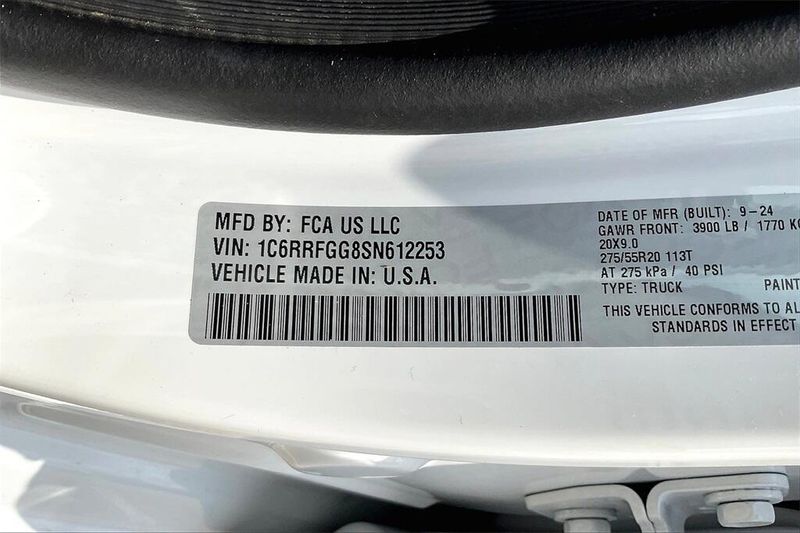 MFD BY: FCA US LLC
VIN: 1C6RRFGG8SN612253
VEHICLE MADE IN: U.S.A.
DATE OF MFR (BUILT): 9-24
GAWR FRONT: 3900 LB / 1770 KG
20X9.0
275/55R20 113T
AT 275 kPa / 40 PSI
TYPE: TRUCK PAINT
THIS VEHICLE CONFORMS TO AL
STANDARDS IN EFFECT